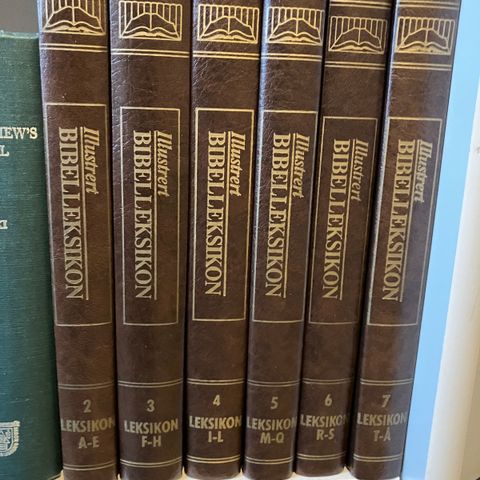 Illustrert
BIBELLEKSIKON
2
LEKSIKON
A-E
Illustrert
BIBELLEKSIKON
3
LEKSIKON
F-H
Illustrert
BIBELLEKSIKON
4
LEKSIKON
I-L
Illustrert
BIBELLEKSIKON
5
LEKSIKON
M-Q
Illustrert
BIBELLEKSIKON
6
LEKSIKON
R-S
Illustrert
BIBELLEKSIKON
7
LEKSIKON
T-Å